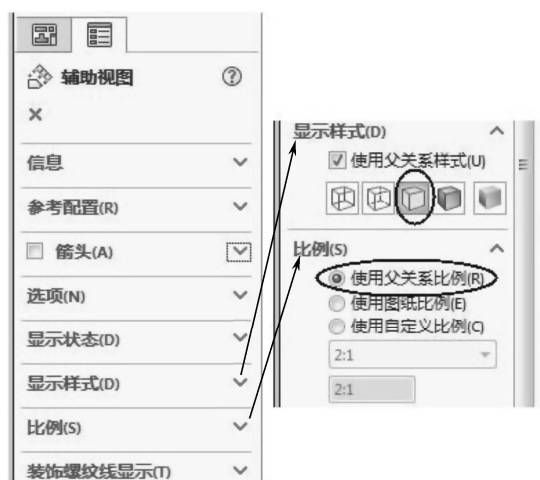 辅助视图
信息
参考配置(R)
箭头(A)
选项(N)
显示状态(D)
显示样式(D)
比例(S)
装饰螺纹线显示(T)
显示样式(D)
使用父关系样式(U)
比例(S)
使用父关系比例(R)
使用图纸比例(E)
使用自定义比例(C)
2:1
2:1